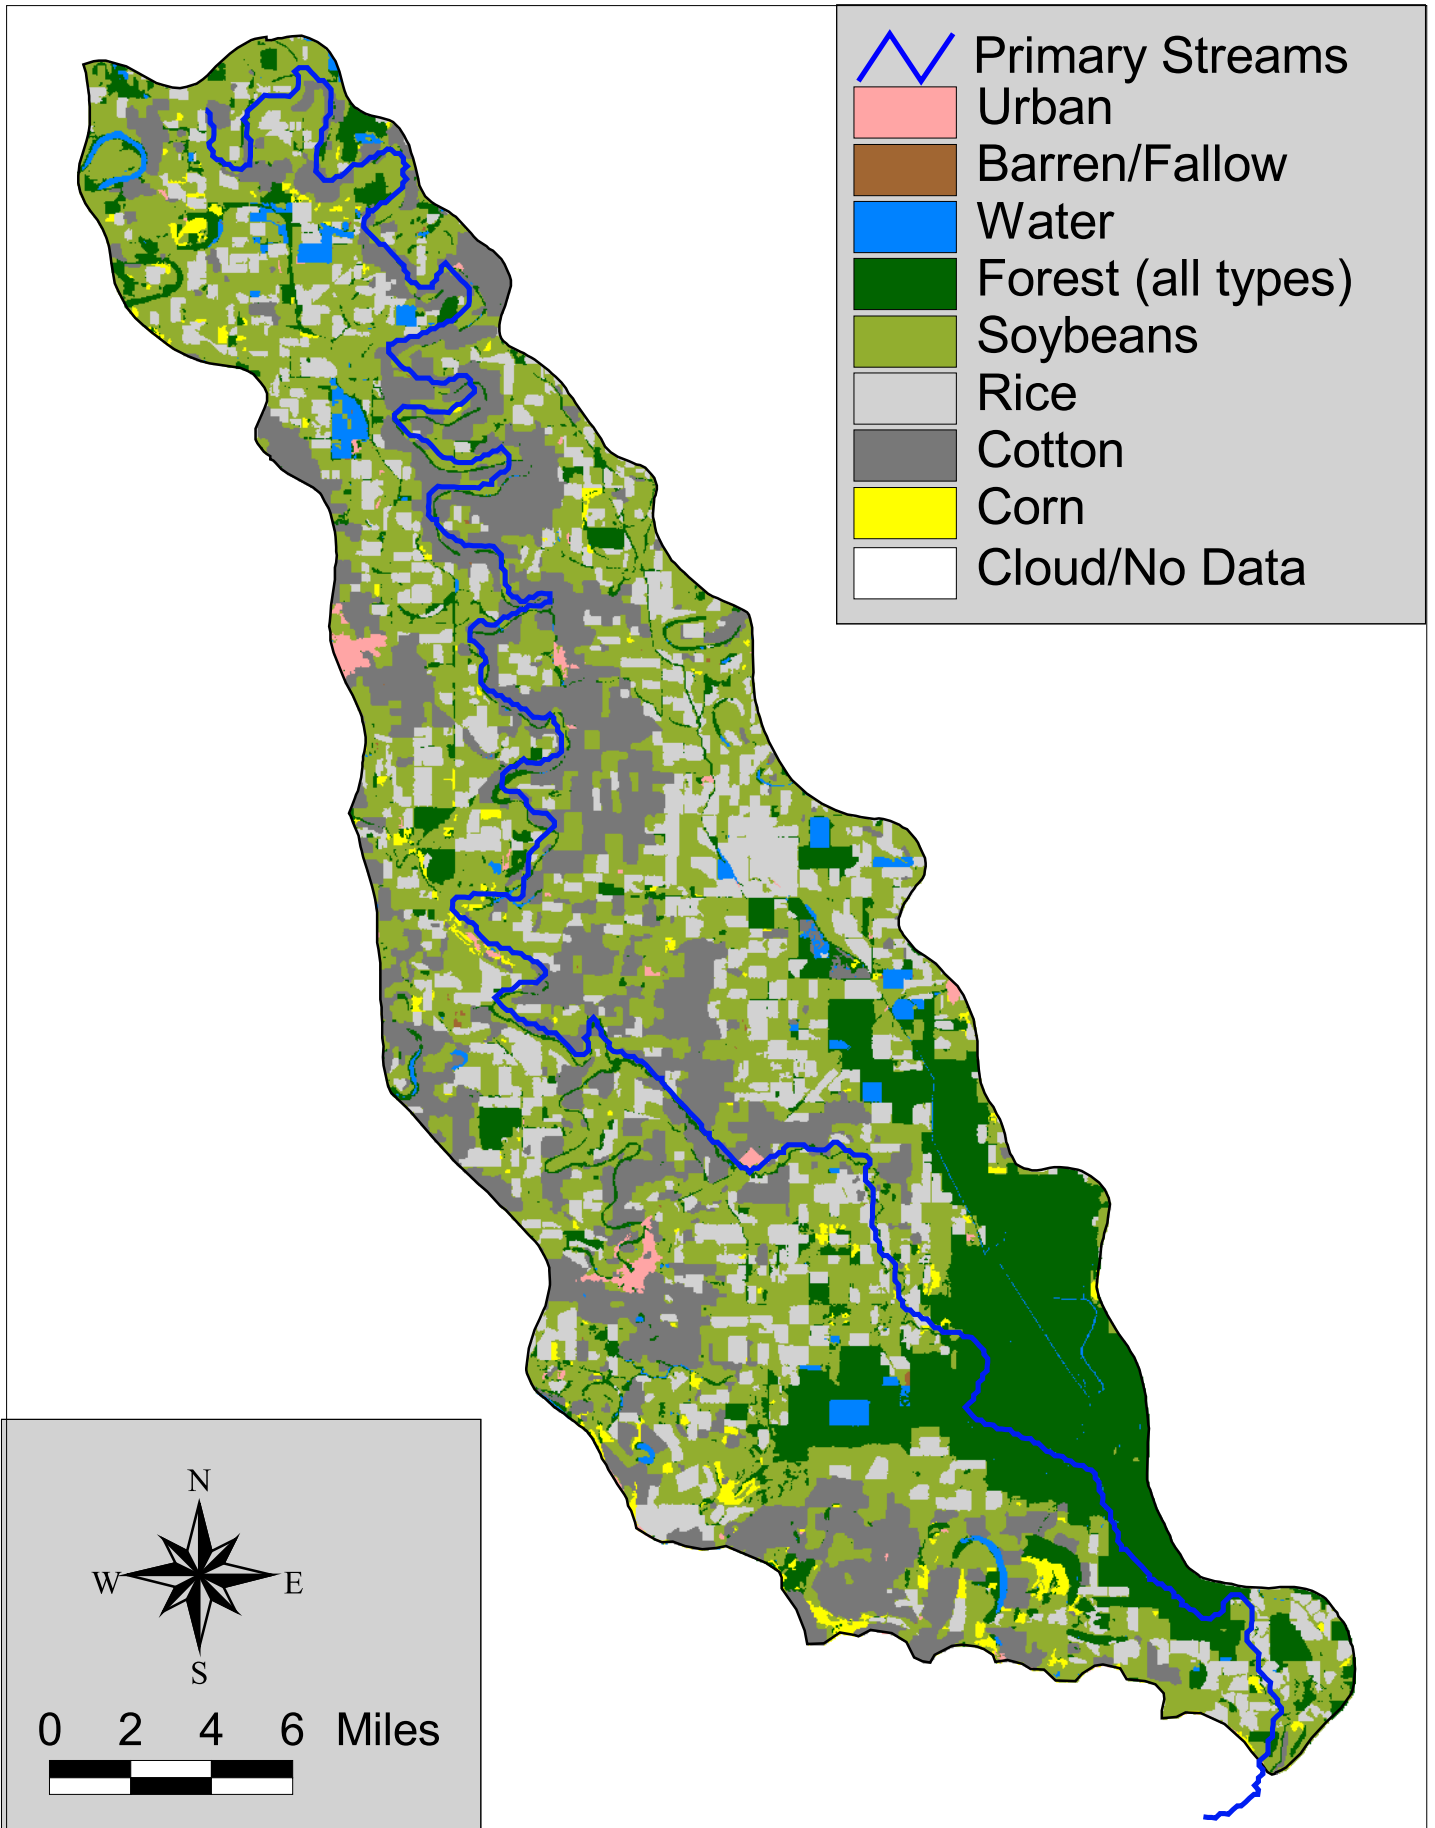 Primary Streams
Urban
Barren/Fallow
Water
Forest (all types)
Soybeans
Rice
Cotton
Corn
Cloud/No Data
N
W E
S
0 2 4 6 Miles